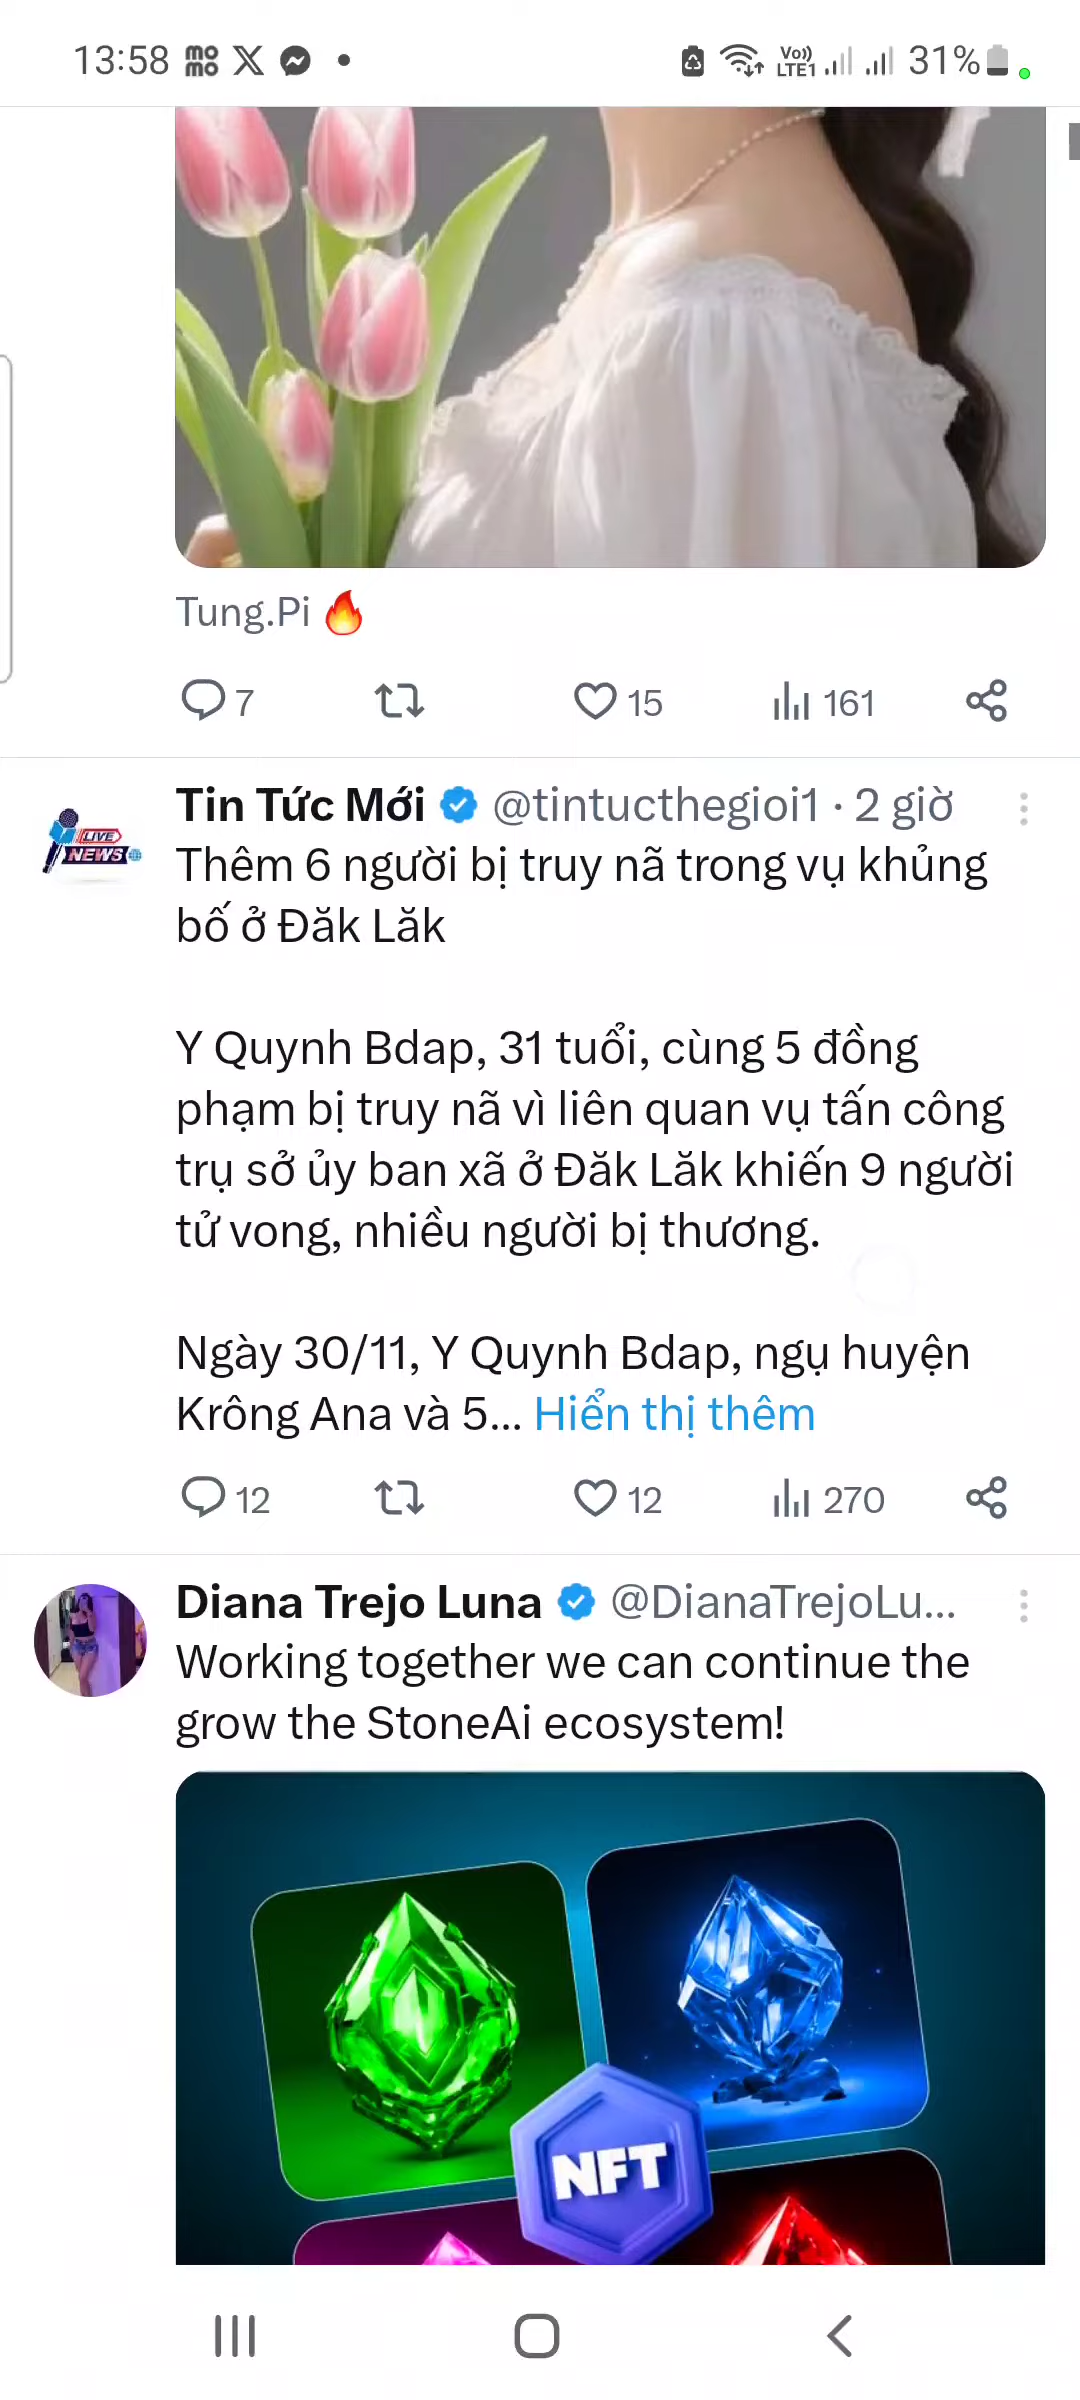 13:58
Vo))
LTE1
31%
Tung.Pi 🔥
7
15
161
Tin Tức Mới @tintucthegioi1 · 2 giờ
LIVE
NEWS
Thêm 6 người bị truy nã trong vụ khủng
bố ở Đăk Lăk
Y Quynh Bdap, 31 tuổi, cùng 5 đồng
phạm bị truy nã vì liên quan vụ tấn công
trụ sở ủy ban xã ở Đăk Lăk khiến 9 người
tử vong, nhiều người bị thương.
Ngày 30/11, Y Quynh Bdap, ngụ huyện
Krông Ana và 5... Hiển thị thêm
12
12
270
Diana Trejo Luna @DianaTrejoLu...
Working together we can continue the
grow the StoneAi ecosystem!
NFT